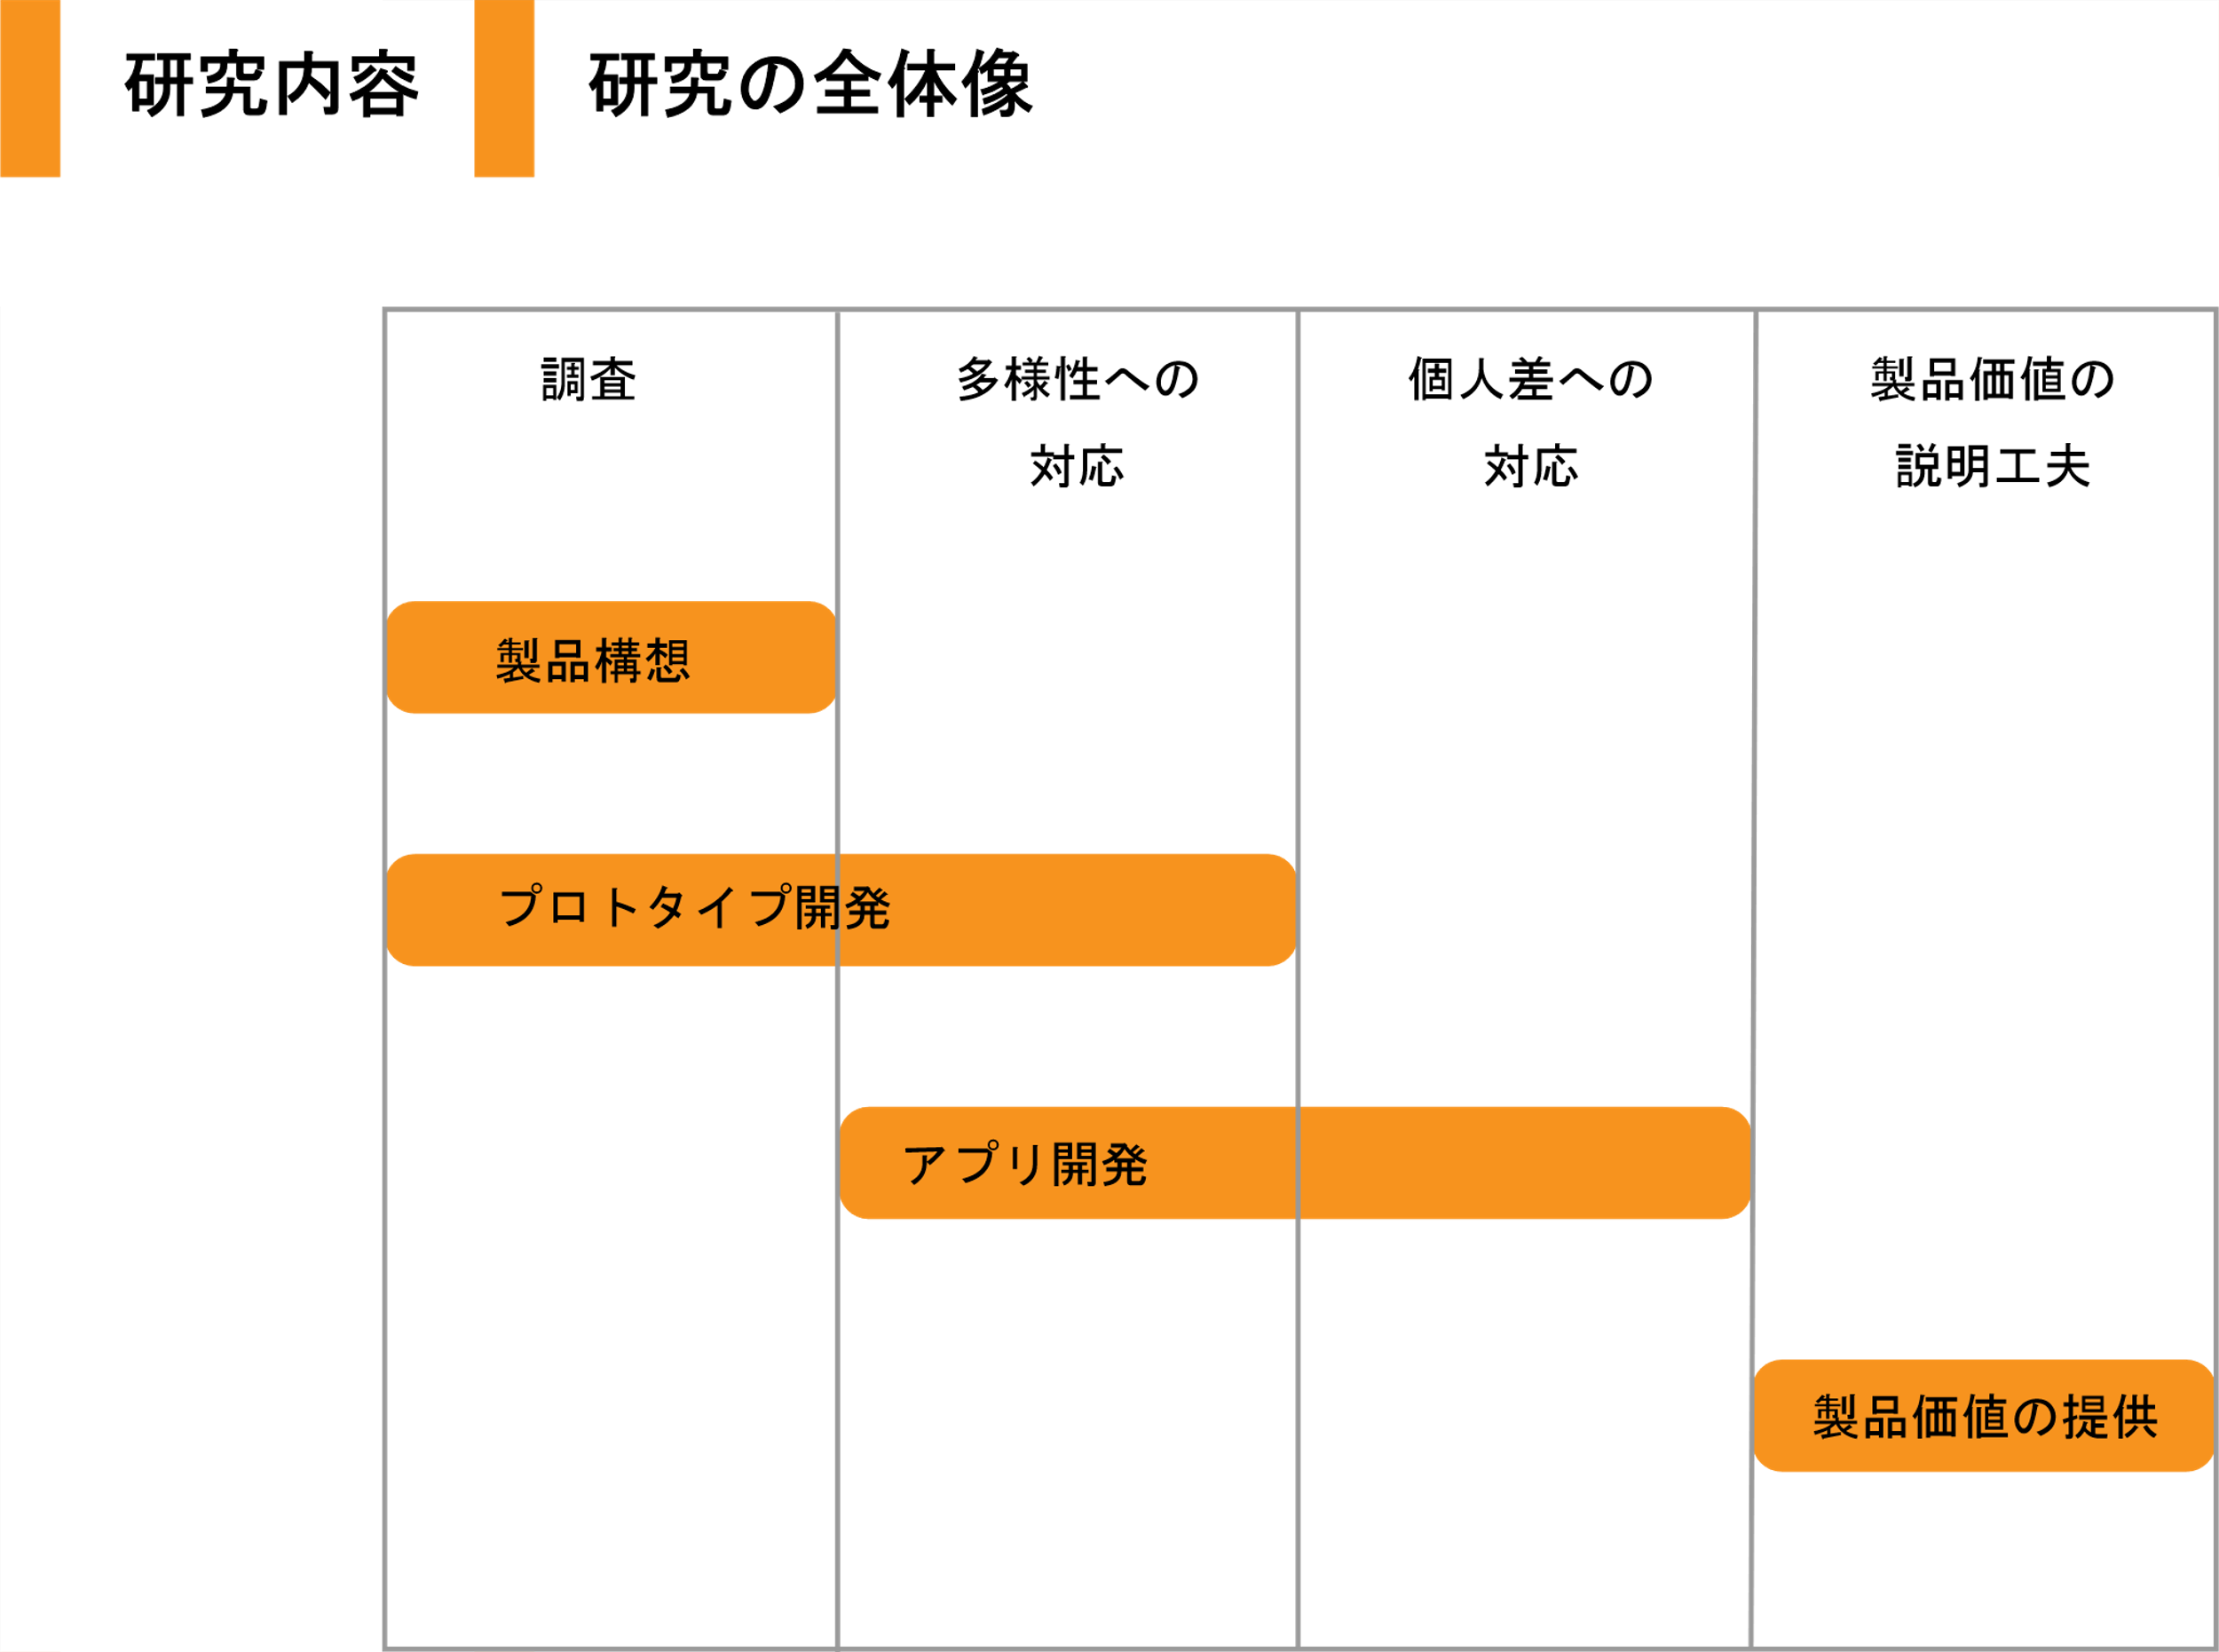 研究内容
研究の全体像
調査
多様性への
対応
個人差への
対応
製品価値の
説明工夫
製品構想
プロトタイプ開発
アプリ開発
製品価値の提供